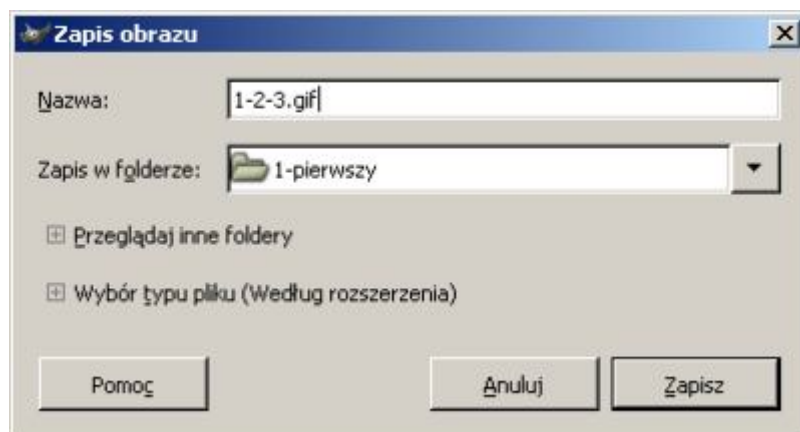 Zapis obrazu
Nazwa: 1-2-3.gif
Zapis w folderze: 1-pierwszy
Przeglądaj inne foldery
Wybór typu pliku (Według rozszerzenia)
Pomoc Anuluj Zapisz